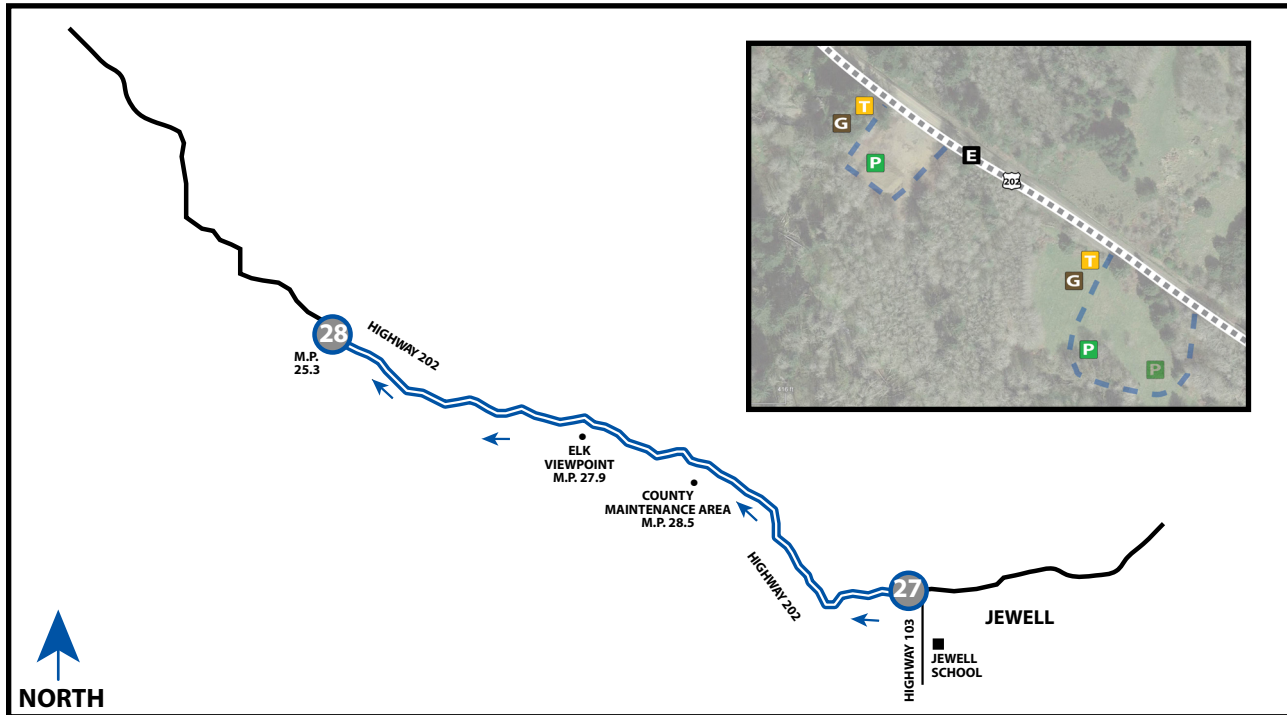 T
G
P
E
202
T
G
P
P
28
HIGHWAY 202
M.P.
25.3
ELK
VIEWPOINT
M.P. 27.9
COUNTY
MAINTENANCE AREA
M.P. 28.5
HIGHWAY 202
27
JEWELL
HIGHWAY 103
JEWELL
SCHOOL
NORTH